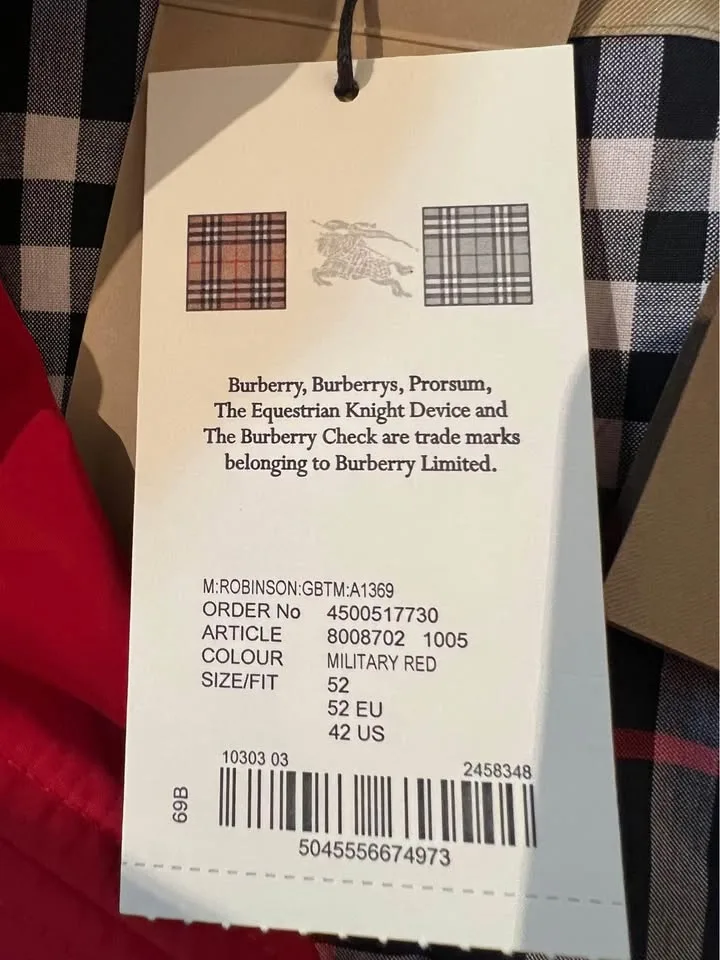 Burberry, Burberrys, Prorsum,
The Equestrian Knight Device and
The Burberry Check are trade marks
belonging to Burberry Limited.
M:ROBINSON:GBTM:A1369
ORDER No 4500517730
ARTICLE 8008702 1005
COLOUR MILITARY RED
SIZE/FIT 52
52 EU
42 US
10303 03 2458348
69B
5045556674973